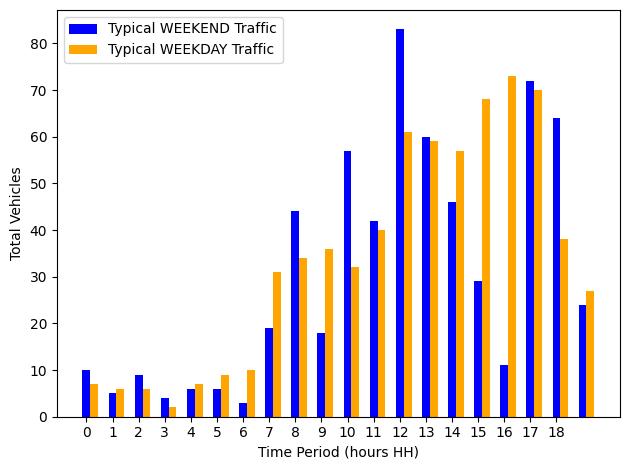 Typical WEEKEND Traffic
Typical WEEKDAY Traffic
80
70
60
50
40
30
20
10
0
Total Vehicles
0 1 2 3 4 5 6 7 8 9 10 11 12 13 14 15 16 17 18
Time Period (hours HH)